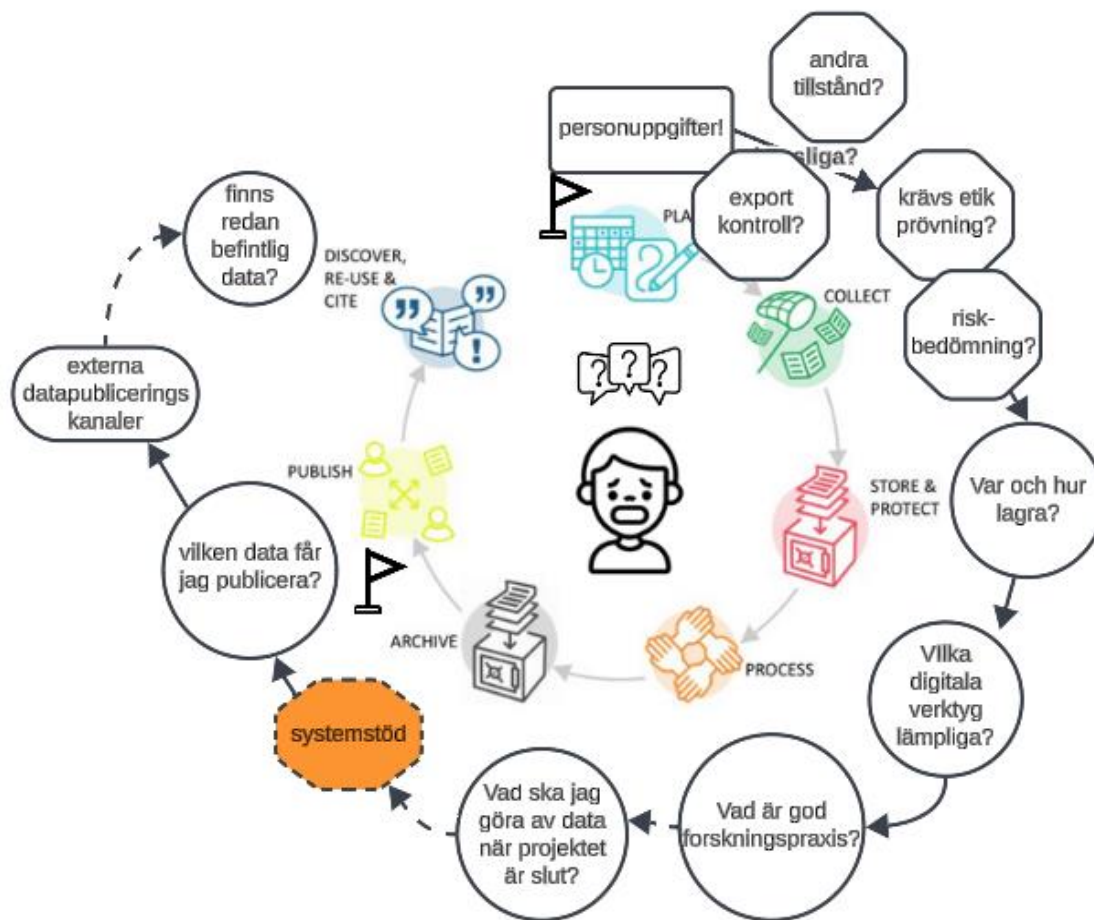 andra
tillstånd?
personuppgifter!
sliga?
export
kontroll?
krävs etik
prövning?
finns
redan
befintlig
data?
DISCOVER,
RE-USE &
CITE
PLA
COLLECT
risk-
bedömning?
externa
datapublicerings
kanaler
PUBLISH
STORE &
PROTECT
Var och hur
lagra?
vilken data får
jag publicera?
ARCHIVE
PROCESS
VIlka
digitala
verktyg
lämpliga?
systemstöd
Vad ska jag
göra av data
när projektet
är slut?
Vad är god
forskningspraxis?